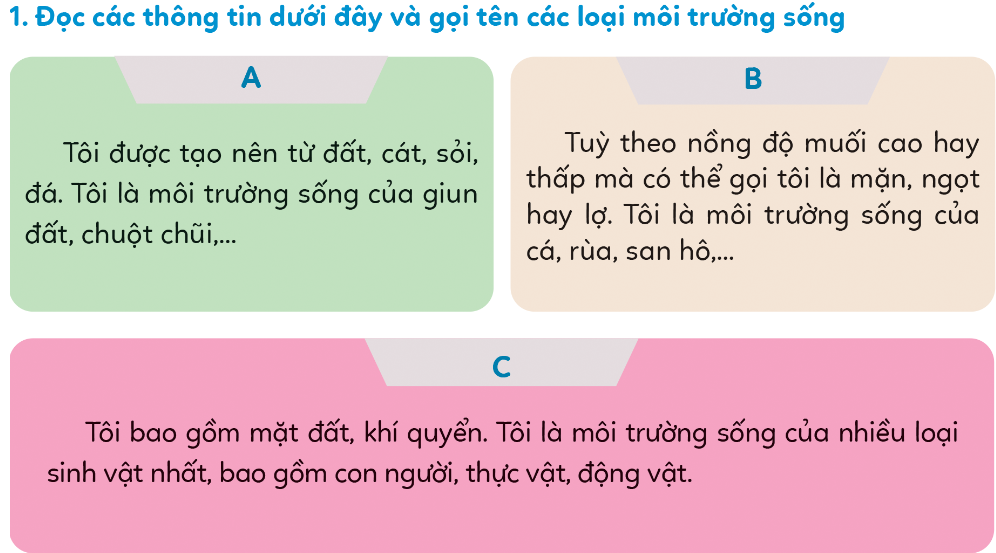 1. Đọc các thông tin dưới đây và gọi tên các loại môi trường sống
A
Tôi được tạo nên từ đất, cát, sỏi,
đá. Tôi là môi trường sống của giun
đất, chuột chũi,...
B
Tuỳ theo nồng độ muối cao hay
thấp mà có thể gọi tôi là mặn, ngọt
hay lợ. Tôi là môi trường sống của
cá, rùa, san hô,...
C
Tôi bao gồm mặt đất, khí quyển. Tôi là môi trường sống của nhiều loại
sinh vật nhất, bao gồm con người, thực vật, động vật.